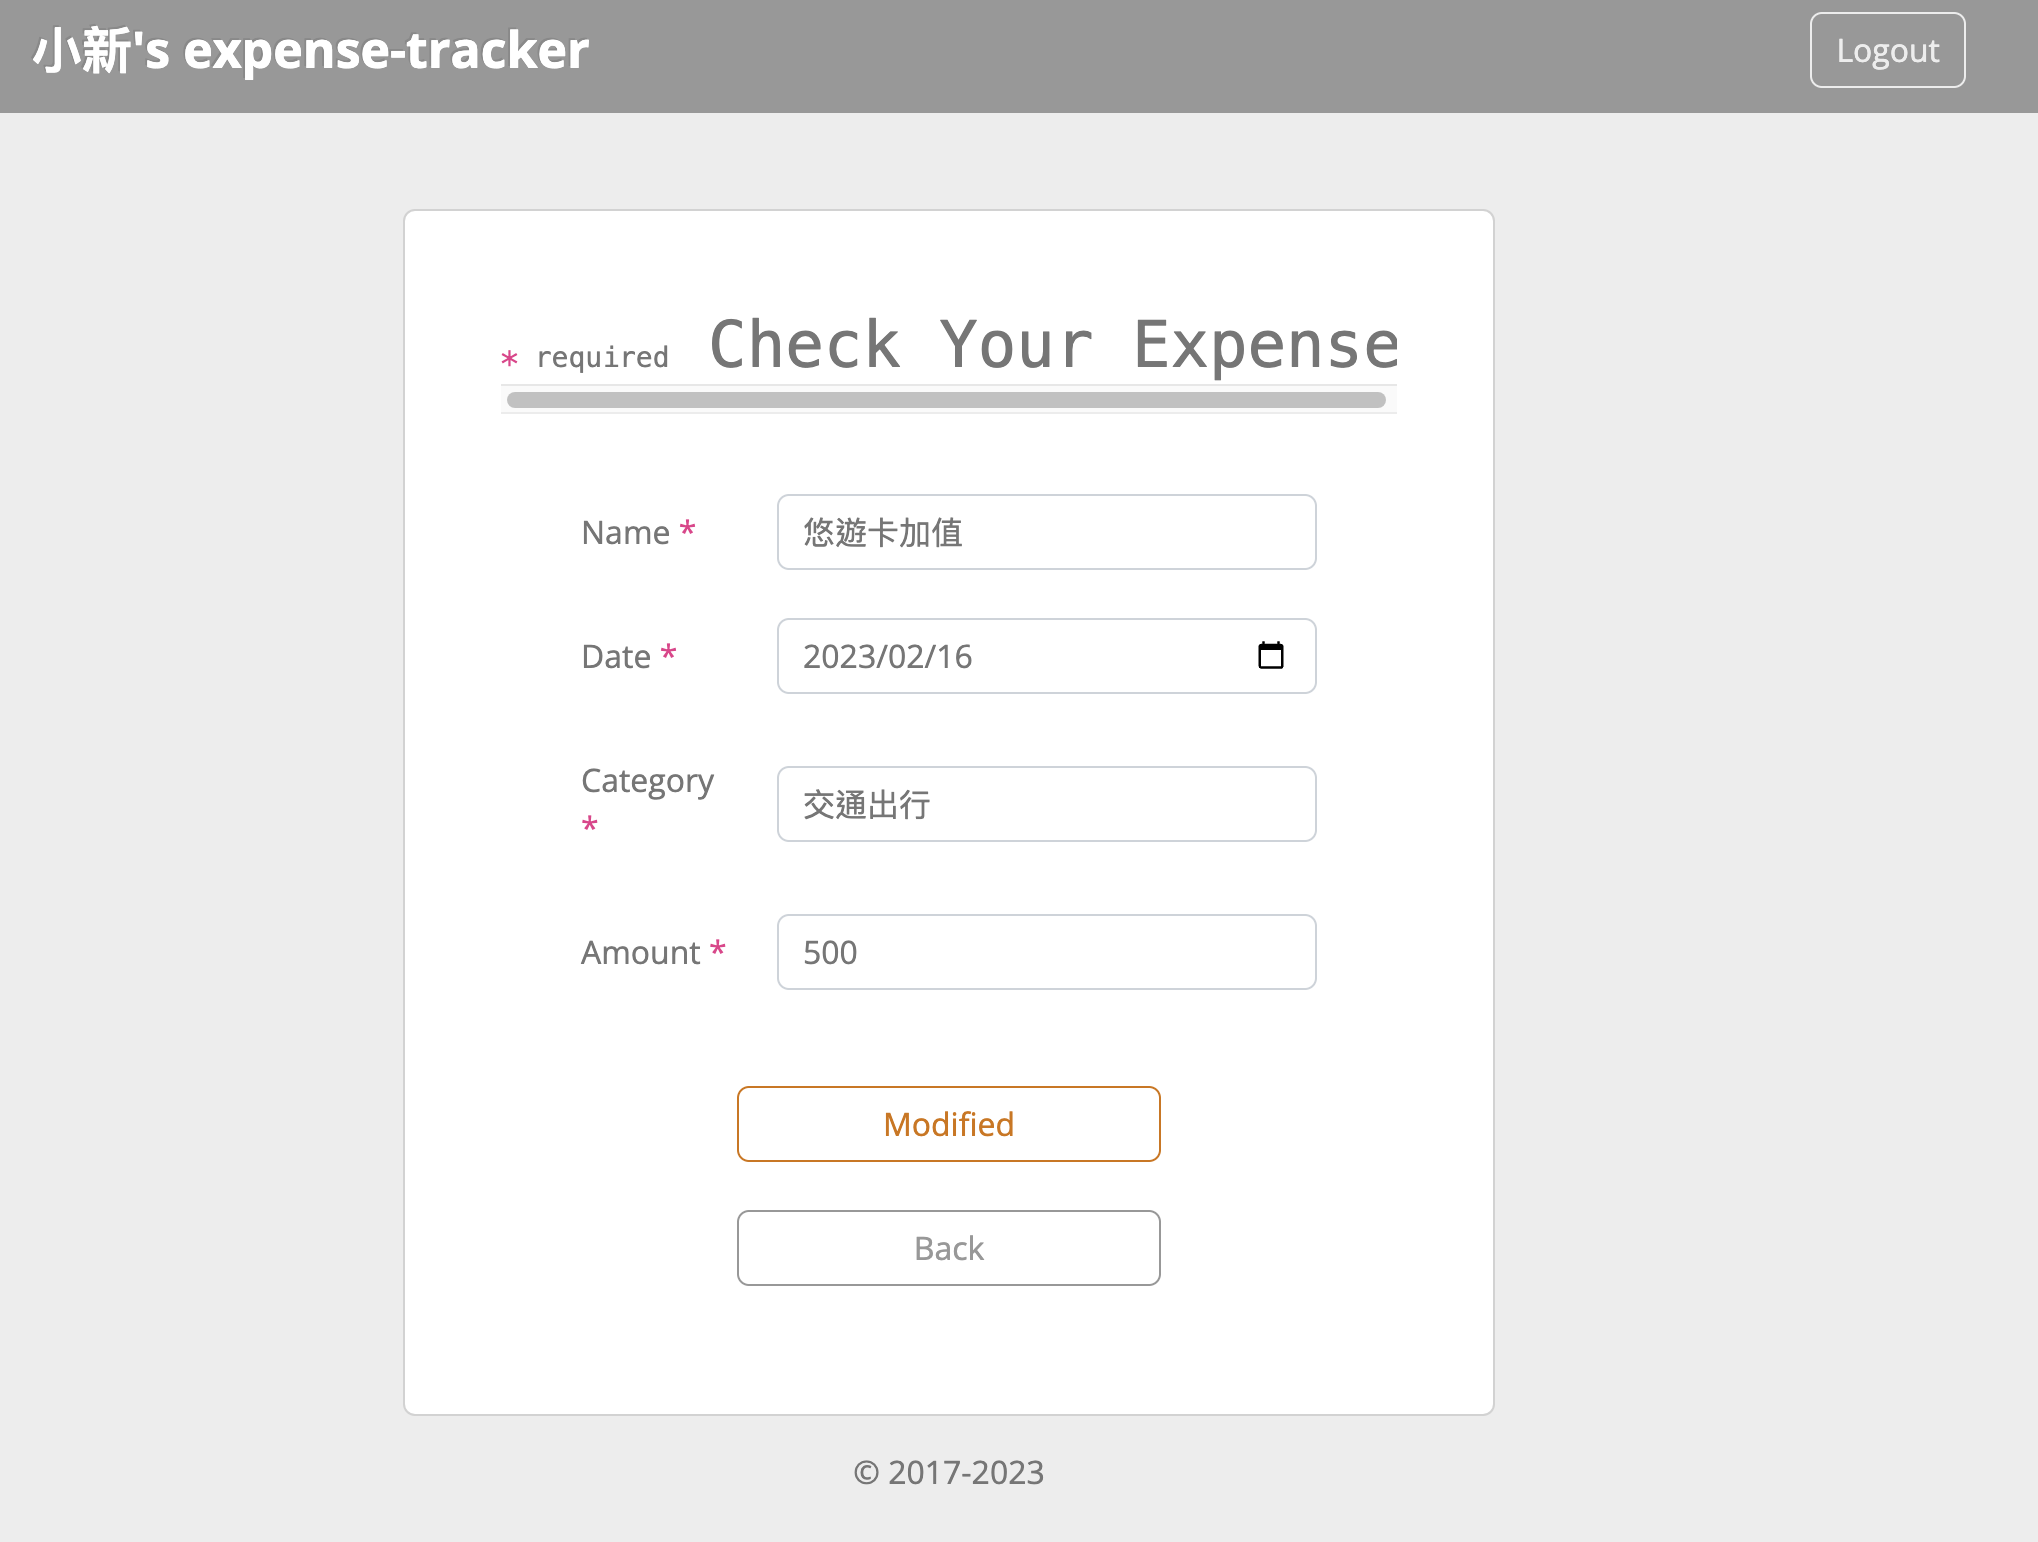 小新's expense-tracker
Logout
* required Check Your Expense
Name *
悠遊卡加值
Date *
2023/02/16
Category
*
交通出行
Amount *
500
Modified
Back
© 2017-2023